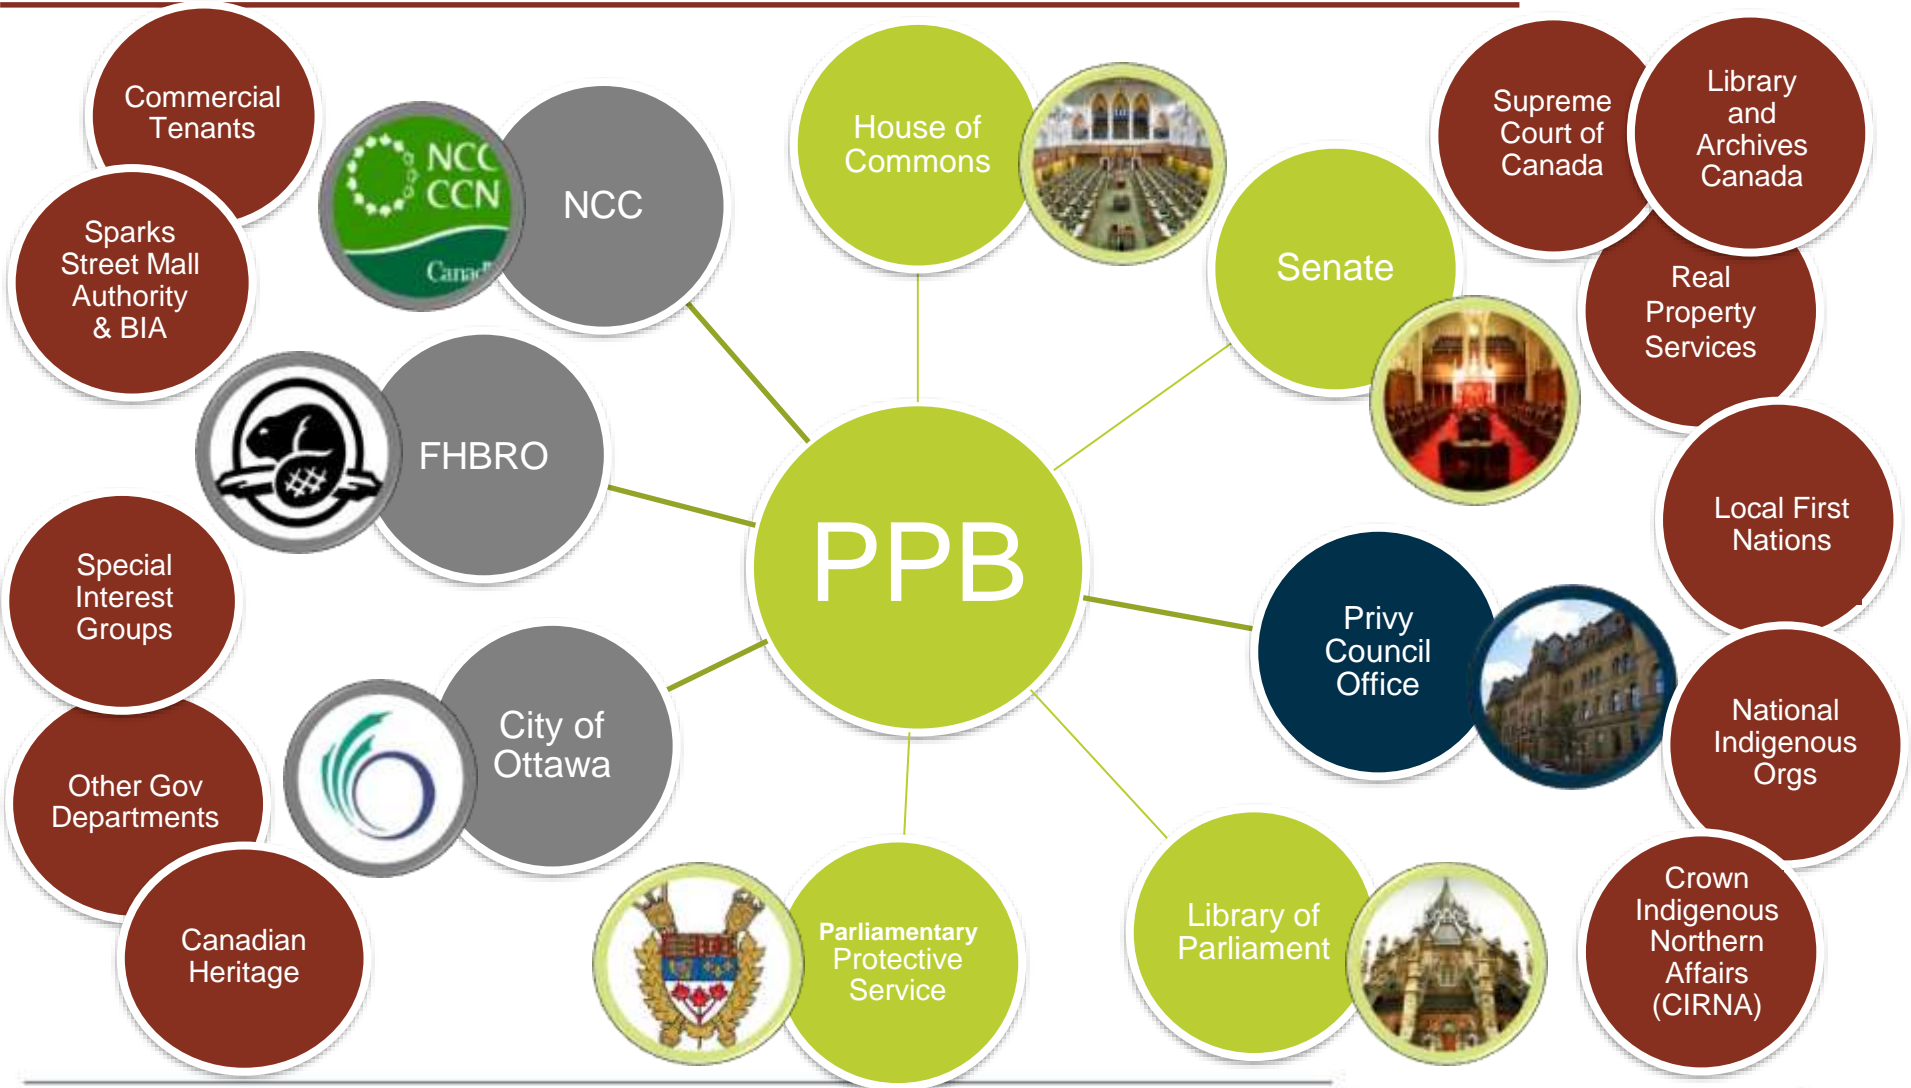 Commercial
Tenants
Sparks
Street Mall
Authority
& BIA
NCC
CCN
Canad
NCC
House of
Commons
Senate
Supreme
Court of
Canada
Library
and
Archives
Canada
Real
Property
Services
FHBRO
PPB
Local First
Nations
Special
Interest
Groups
Privy
Council
Office
City of
Ottawa
National
Indigenous
Orgs
Other Gov
Departments
Canadian
Heritage
Parliamentary
Protective
Service
Library of
Parliament
Crown
Indigenous
Northern
Affairs
(CIRNA)